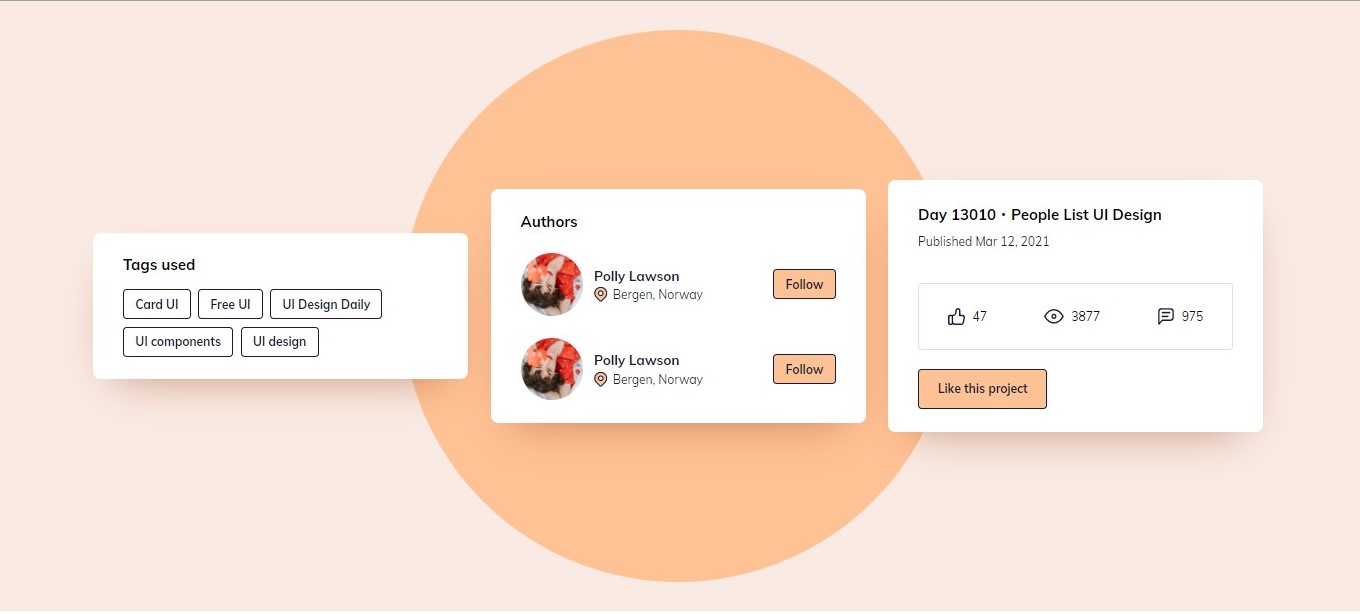 Tags used
Card UI Free UI UI Design Daily
UI components UI design
Authors
Polly Lawson
Bergen, Norway
Follow
Polly Lawson
Bergen, Norway
Follow
Day 13010 • People List UI Design
Published Mar 12, 2021
47 3877 975
Like this project